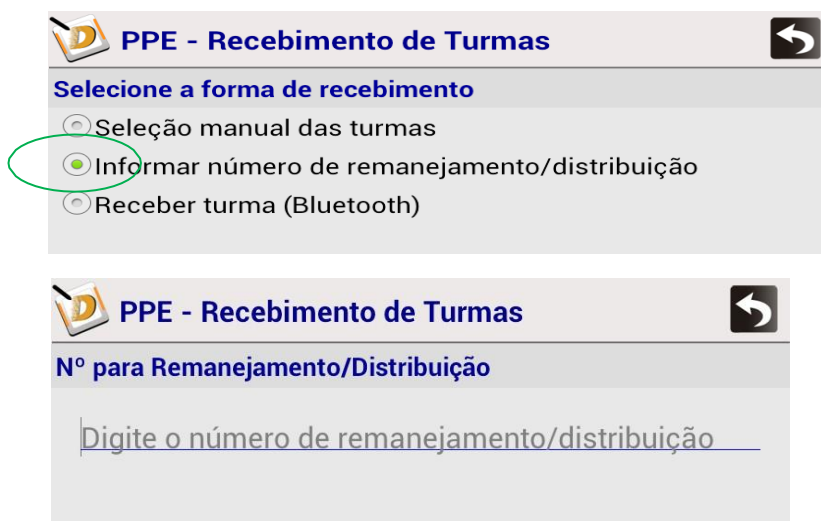 PPE - Recebimento de Turmas
Selecione a forma de recebimento
Seleção manual das turmas
Informar número de remanejamento/distribuição
Receber turma (Bluetooth)
PPE - Recebimento de Turmas
Nº para Remanejamento/Distribuição
Digite o número de remanejamento/distribuição